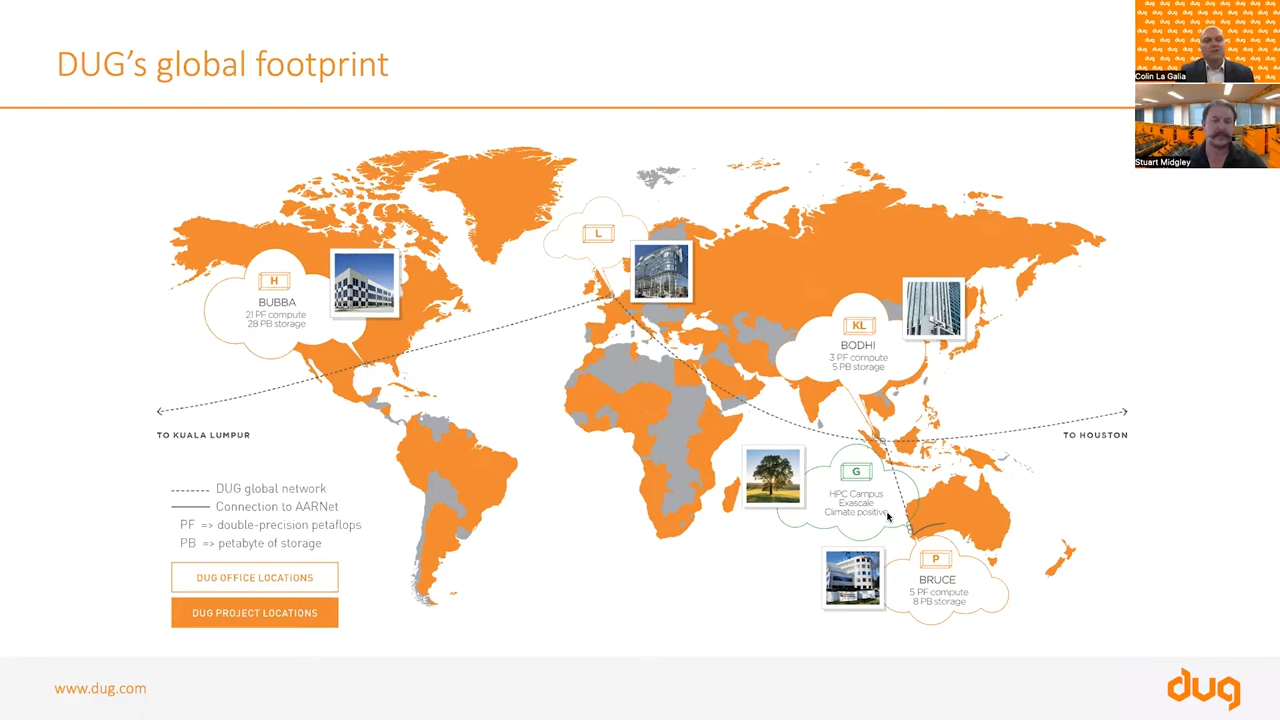 DUG's global footprint
Colin La Galia
Stuart Midgley
L
H
BUBBA
21 PF compute
28 PB storage
KL
BODHI
3 PF compute
5 PB storage
TO KUALA LUMPUR
TO HOUSTON
G
HPC Campus
Exascale
Climate positive
DUG global network
Connection to AARNet
PF => double-precision petaflops
PB => petabyte of storage
P
BRUCE
5 PF compute
8 PB storage
DUG OFFICE LOCATIONS
DUG PROJECT LOCATIONS
www.dug.com
dug